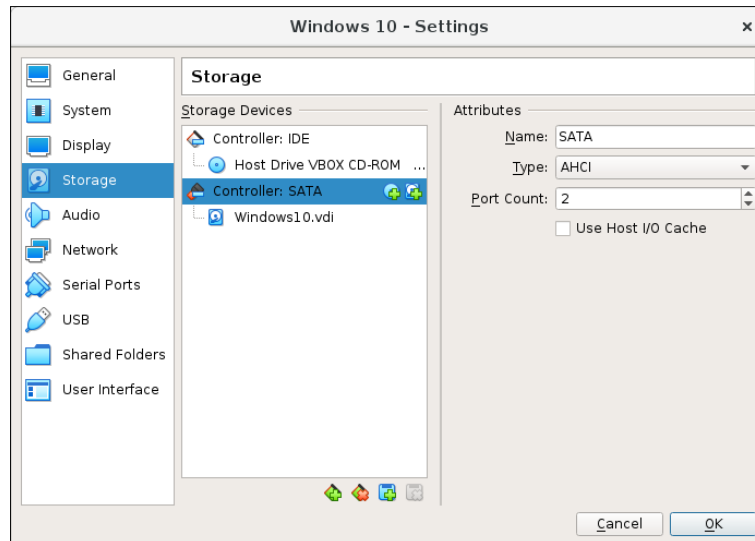 Windows 10 - Settings
General
System
Display
Storage
Audio
Network
Serial Ports
USB
Shared Folders
User Interface
Storage
Storage Devices
Controller: IDE
Host Drive VBOX CD-ROM ...
Controller: SATA
Windows10.vdi
Attributes
Name: SATA
Type: AHCI
Port Count: 2
Use Host I/O Cache
Cancel
OK